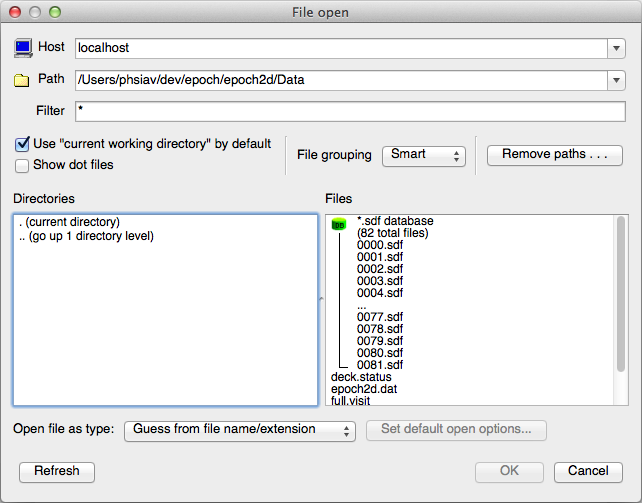 File open
Host localhost
Path /Users/phsiav/dev/epoch/epoch2d/Data
Filter *
Use "current working directory" by default
Show dot files
File grouping Smart
Remove paths . . .
Directories
. (current directory)
.. (go up 1 directory level)
Files
*.sdf database
(82 total files)
0000.sdf
0001.sdf
0002.sdf
0003.sdf
0004.sdf
...
0077.sdf
0078.sdf
0079.sdf
0080.sdf
0081.sdf
deck.status
epoch2d.dat
full.visit
Open file as type: Guess from file name/extension
Set default open options...
Refresh
OK
Cancel